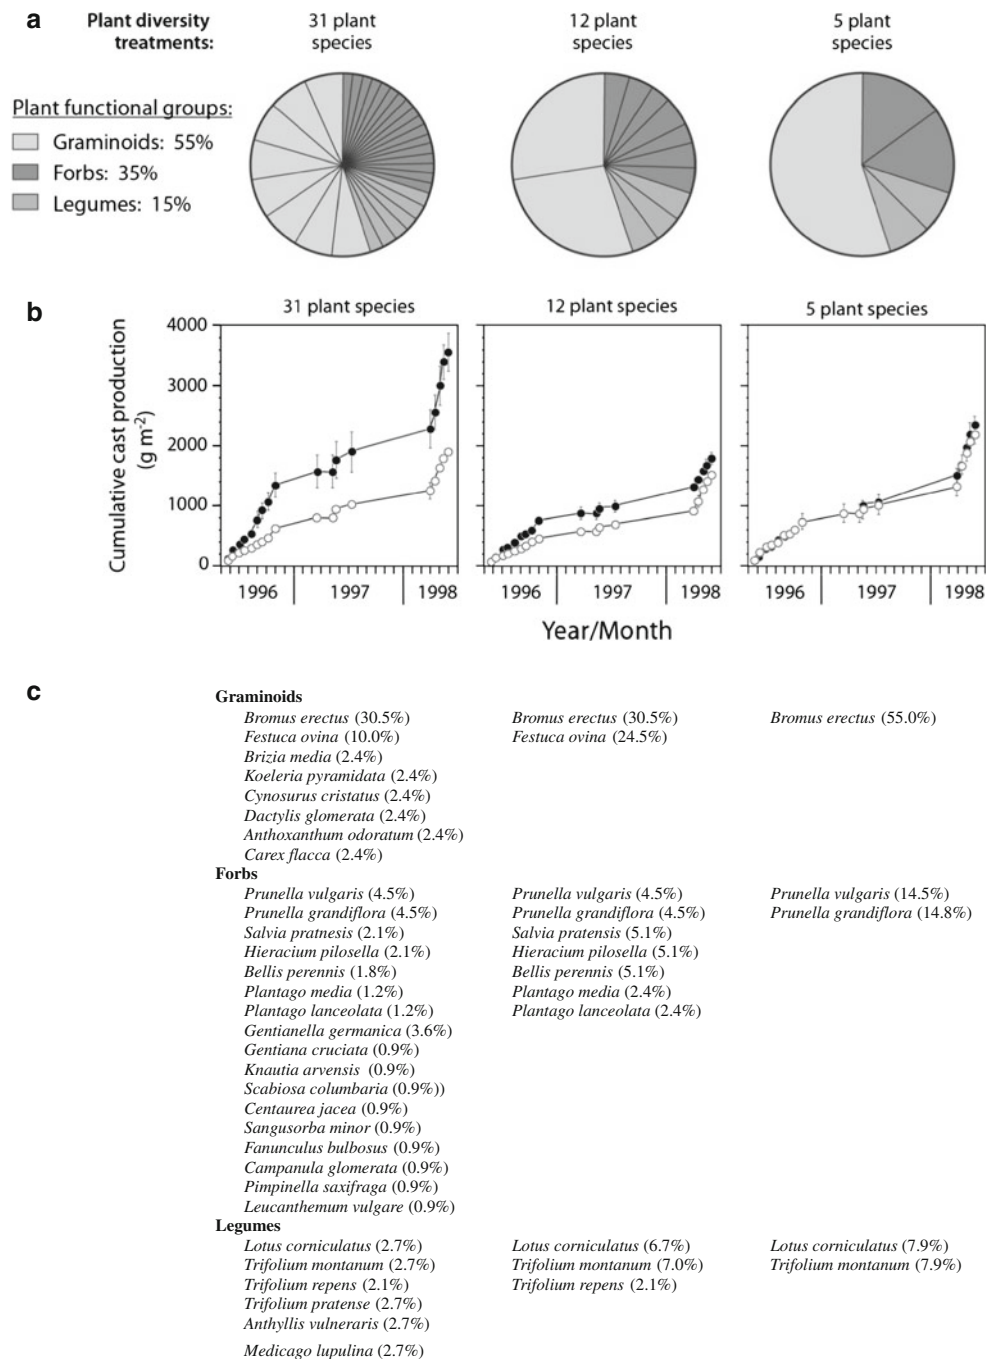 a
Plant diversity treatments:
31 plant species
12 plant species
5 plant species
Plant functional groups:
Graminoids: 55%
Forbs: 35%
Legumes: 15%
b
31 plant species
12 plant species
5 plant species
Cumulative cast production (g m-2)
4000
3000
2000
1000
0
1996 1997 1998
1996 1997 1998
1996 1997 1998
Year/Month
c
Graminoids
Bromus erectus (30.5%) Bromus erectus (30.5%) Bromus erectus (55.0%)
Festuca ovina (10.0%) Festuca ovina (24.5%)
Brizia media (2.4%)
Koeleria pyramidata (2.4%)
Cynosurus cristatus (2.4%)
Dactylis glomerata (2.4%)
Anthoxanthum odoratum (2.4%)
Carex flacca (2.4%)
Forbs
Prunella vulgaris (4.5%) Prunella vulgaris (4.5%) Prunella vulgaris (14.5%)
Prunella grandiflora (4.5%) Prunella grandiflora (4.5%) Prunella grandiflora (14.8%)
Salvia pratnesis (2.1%) Salvia pratensis (5.1%)
Hieracium pilosella (2.1%) Hieracium pilosella (5.1%)
Bellis perennis (1.8%) Bellis perennis (5.1%)
Plantago media (1.2%) Plantago media (2.4%)
Plantago lanceolata (1.2%) Plantago lanceolata (2.4%)
Gentianella germanica (3.6%)
Gentiana cruciata (0.9%)
Knautia arvensis (0.9%)
Scabiosa columbaria (0.9%))
Centaurea jacea (0.9%)
Sangusorba minor (0.9%)
Fanunculus bulbosus (0.9%)
Campanula glomerata (0.9%)
Pimpinella saxifraga (0.9%)
Leucanthemum vulgare (0.9%)
Legumes
Lotus corniculatus (2.7%) Lotus corniculatus (6.7%) Lotus corniculatus (7.9%)
Trifolium montanum (2.7%) Trifolium montanum (7.0%) Trifolium montanum (7.9%)
Trifolium repens (2.1%) Trifolium repens (2.1%)
Trifolium pratense (2.7%)
Anthyllis vulneraris (2.7%)
Medicago lupulina (2.7%)